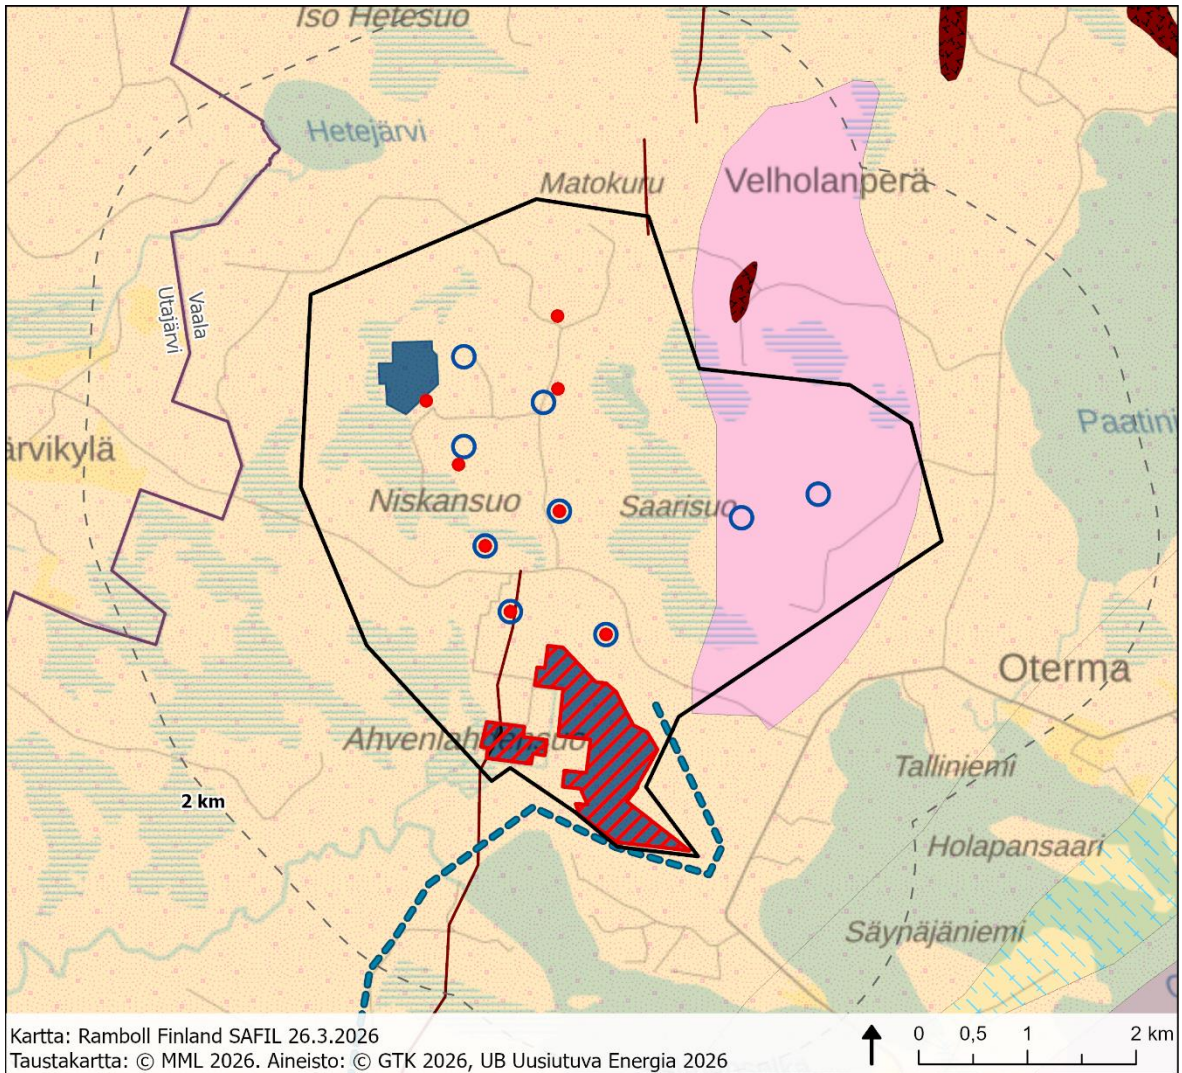 Iso Hetesuo
Hetejärvi
Matokuru
Velholanperä
Vaala
Utajärvi
Paatini
ärvikylä
Niskansuo
Saarisuo
Oterma
Ahvenlahdensuo
Talliniemi
2 km
Holapansaari
Säynäjäniemi
Kartta: Ramboll Finland SAFIL 26.3.2026
Taustakartta: © MML 2026. Aineisto: © GTK 2026, UB Uusiutuva Energia 2026
0 0,5 1 2 km